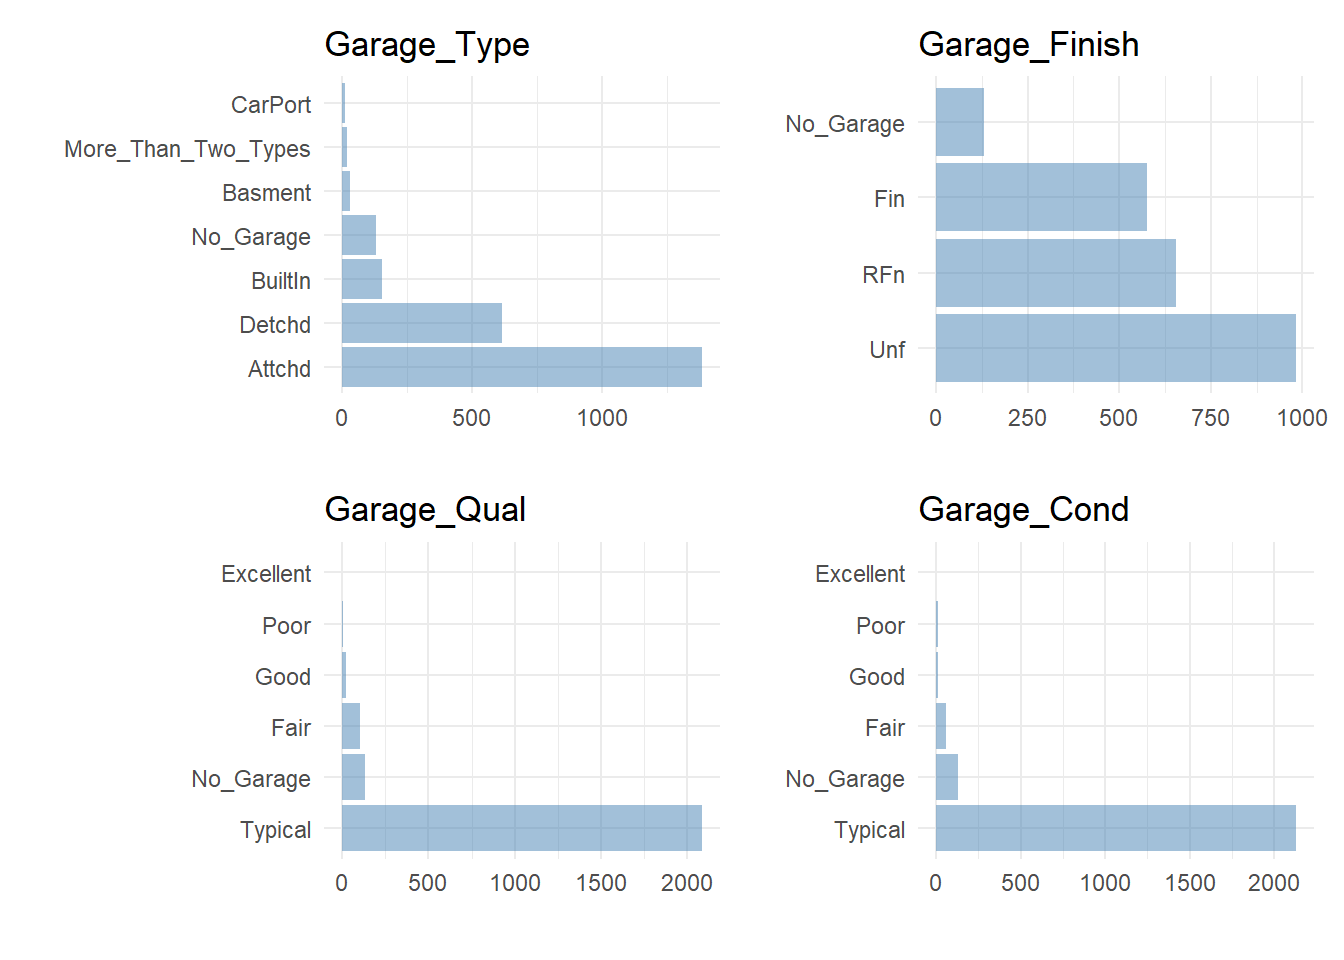 Garage_Type
CarPort
More_Than_Two_Types
Basment
No_Garage
BuiltIn
Detchd
Attchd
0 500 1000
Garage_Finish
No_Garage
Fin
RFn
Unf
0 250 500 750 1000
Garage_Qual
Excellent
Poor
Good
Fair
No_Garage
Typical
0 500 1000 1500 2000
Garage_Cond
Excellent
Poor
Good
Fair
No_Garage
Typical
0 500 1000 1500 2000